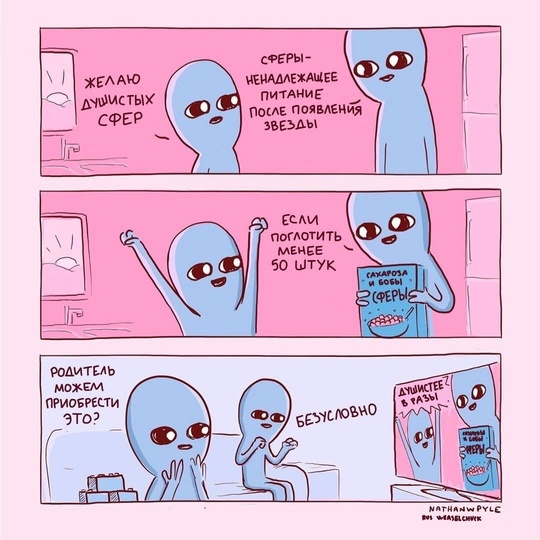 ЖЕЛАЮ
ДУШИСТЫХ
СФЕР
СФЕРЫ-
НЕНАДЛЕЖАЩЕЕ
ПИТАНИЕ
ПОСЛЕ ПОЯВЛЕНИЯ
ЗВЕЗДЫ
ЕСЛИ
ПОГЛОТИТЬ
МЕНЕЕ
50 ШТУК
САХАРОЗА
И БОБЫ
СФЕРЫ
РОДИТЕЛЬ
МОЖЕМ
ПРИОБРЕСТИ
ЭТО?
БЕЗУСЛОВНО
ДУШИСТЕЕ
В РАЗЫ
САХАРОЗА
И БОБЫ
СФЕРЫ
NATHANWPYLE
RUS WEASELCHUCK